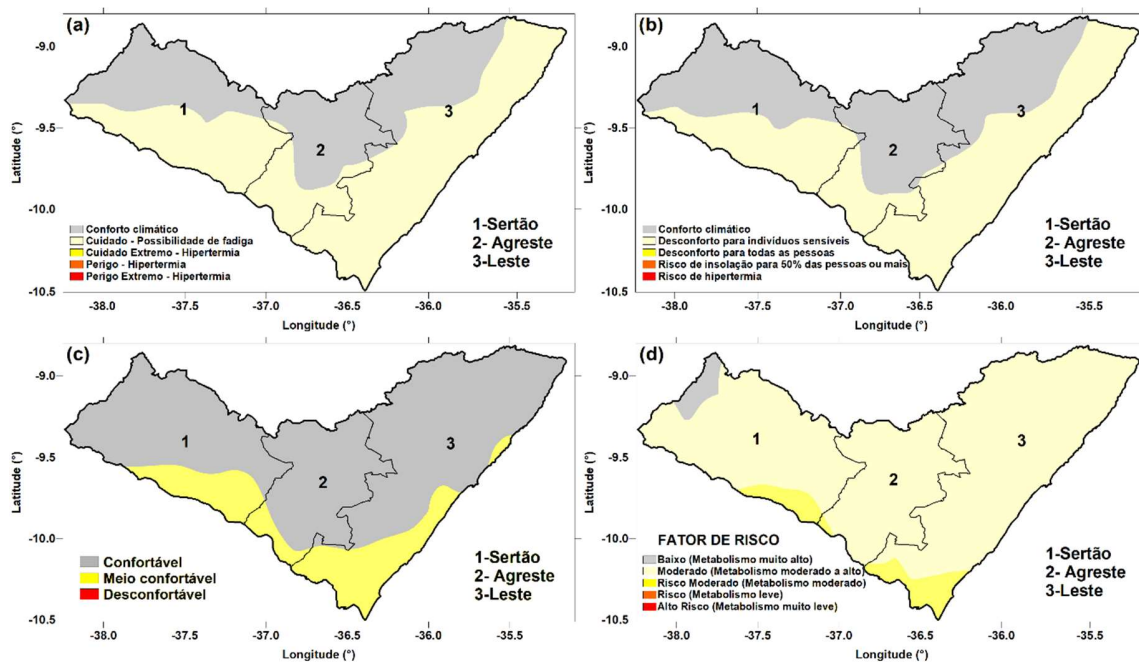 (a)
-9.0
-9.5
-10.0
-10.5
Latitude (°)
1
2
3
Conforto climático
Cuidado - Possibilidade de fadiga
Cuidado Extremo - Hipertermia
Perigo - Hipertermia
Perigo Extremo - Hipertermia
1-Sertão
2- Agreste
3-Leste
-38.0 -37.5 -37.0 -36.5 -36.0 -35.5
Longitude (°)
(b)
-9.0
-9.5
-10.0
-10.5
Latitude (°)
1
2
3
Conforto climático
Desconforto para indivíduos sensíveis
Desconforto para todas as pessoas
Risco de insolação para 50% das pessoas ou mais
Risco de hipertermia
1-Sertão
2- Agreste
3-Leste
-38.0 -37.5 -37.0 -36.5 -36.0 -35.5
Longitude (°)
(c)
-9.0
-9.5
-10.0
-10.5
Latitude (°)
1
2
3
Confortável
Meio confortável
Desconfortável
1-Sertão
2- Agreste
3-Leste
-38.0 -37.5 -37.0 -36.5 -36.0 -35.5
Longitude (°)
(d)
-9.0
-9.5
-10.0
-10.5
Latitude (°)
1
2
3
FATOR DE RISCO
Baixo (Metabolismo muito alto)
Moderado (Metabolismo moderado a alto)
Risco Moderado (Metabolismo moderado)
Risco (Metabolismo leve)
Alto Risco (Metabolismo muito leve)
1-Sertão
2- Agreste
3-Leste
-38.0 -37.5 -37.0 -36.5 -36.0 -35.5
Longitude (°)